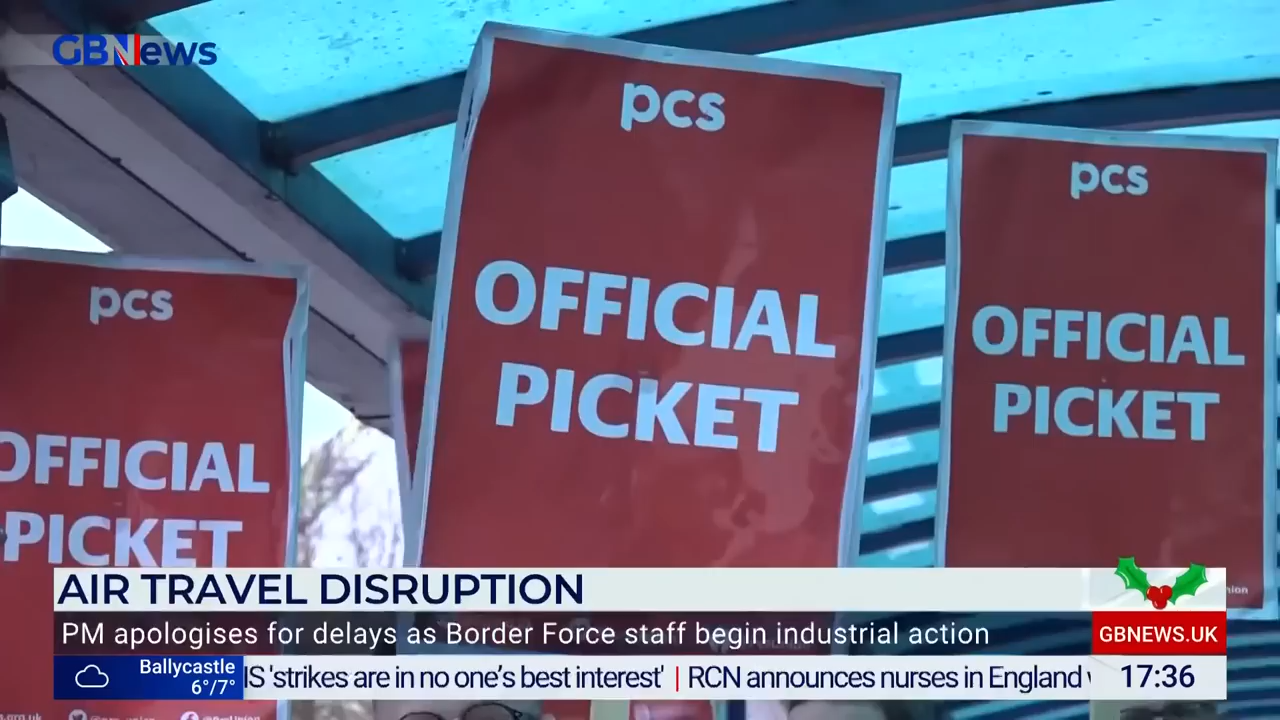 GBNews
pcs
OFFICIAL
PICKET
pcs
OFFICIAL
PICKET
pcs
OFFICIAL
PICKET
AIR TRAVEL DISRUPTION
PM apologises for delays as Border Force staff begin industrial action
GBNEWS.UK
Ballycastle
6°/7°
'strikes are in no one's best interest' | RCN announces nurses in England
17:36